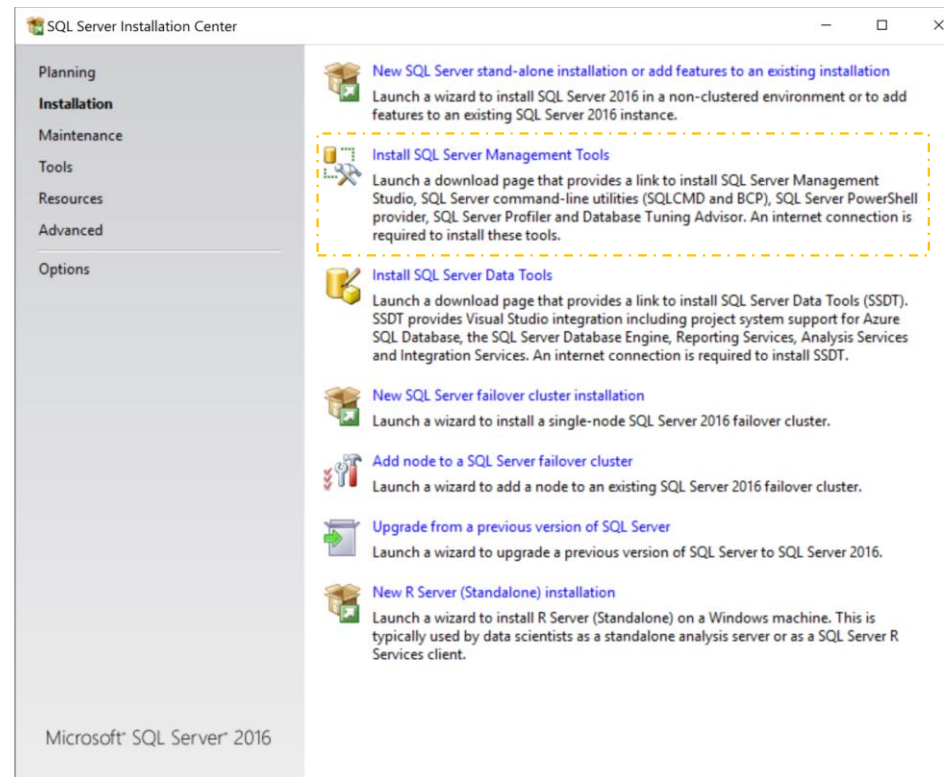 SQL Server Installation Center
Planning
Installation
Maintenance
Tools
Resources
Advanced
Options
New SQL Server stand-alone installation or add features to an existing installation
Launch a wizard to install SQL Server 2016 in a non-clustered environment or to add
features to an existing SQL Server 2016 instance.
Install SQL Server Management Tools
Launch a download page that provides a link to install SQL Server Management
Studio, SQL Server command-line utilities (SQLCMD and BCP), SQL Server PowerShell
provider, SQL Server Profiler and Database Tuning Advisor. An internet connection is
required to install these tools.
Install SQL Server Data Tools
Launch a download page that provides a link to install SQL Server Data Tools (SSDT).
SSDT provides Visual Studio integration including project system support for Azure
SQL Database, the SQL Server Database Engine, Reporting Services, Analysis Services
and Integration Services. An internet connection is required to install SSDT.
New SQL Server failover cluster installation
Launch a wizard to install a single-node SQL Server 2016 failover cluster.
Add node to a SQL Server failover cluster
Launch a wizard to add a node to an existing SQL Server 2016 failover cluster.
Upgrade from a previous version of SQL Server
Launch a wizard to upgrade a previous version of SQL Server to SQL Server 2016.
New R Server (Standalone) installation
Launch a wizard to install R Server (Standalone) on a Windows machine. This is
typically used by data scientists as a standalone analysis server or as a SQL Server R
Services client.
Microsoft® SQL Server® 2016